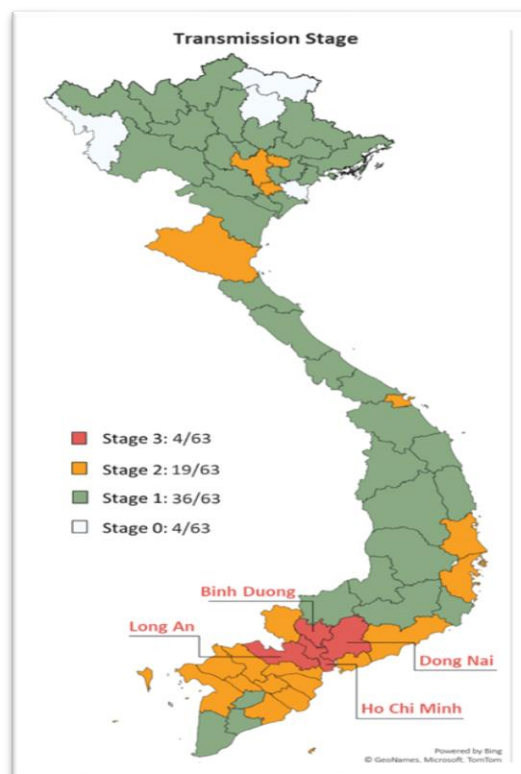 Transmission Stage
Stage 3: 4/63
Stage 2: 19/63
Stage 1: 36/63
Stage 0: 4/63
Binh Duong
Long An
Dong Nai
Ho Chi Minh
Powered by Bing
© GeoNames, Microsoft, TomTom